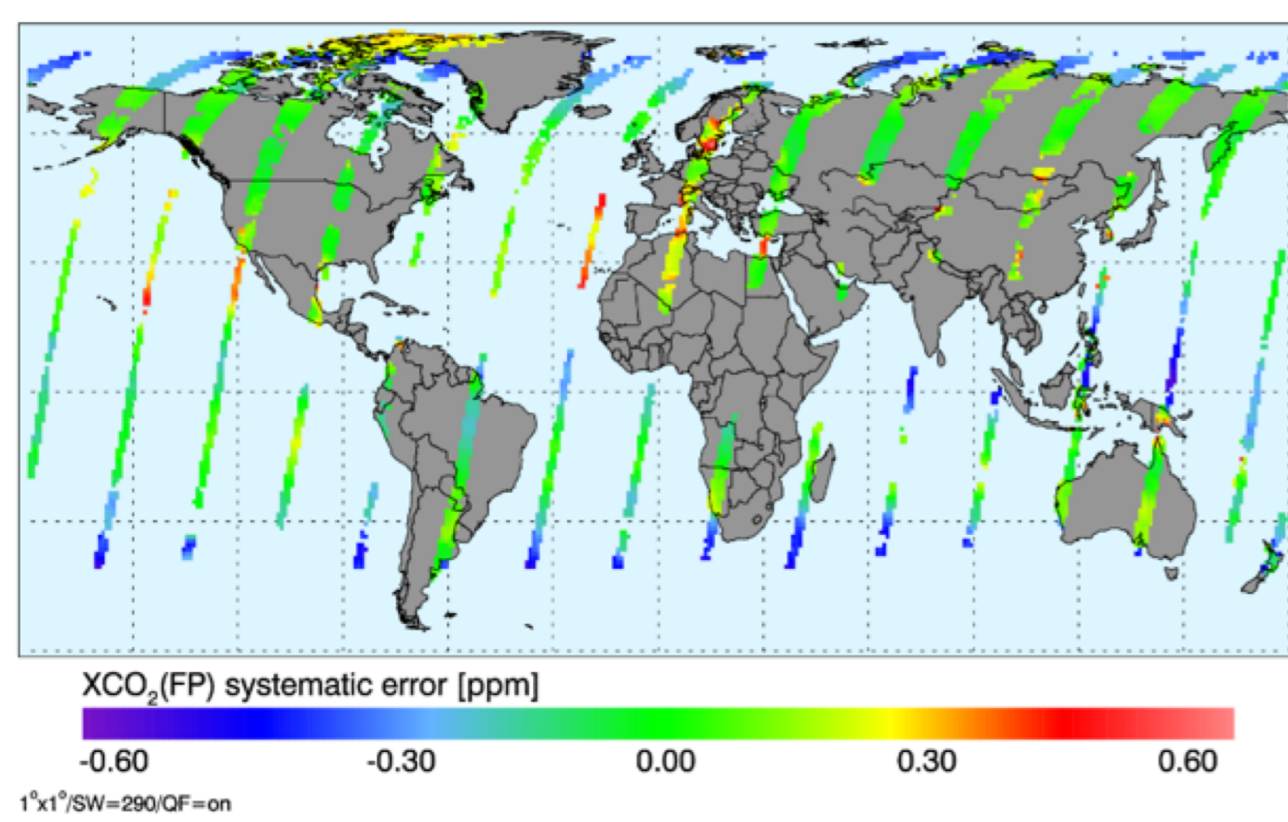 XCO₂(FP) systematic error [ppm]
-0.60 -0.30 0.00 0.30 0.60
1°x1°/SW=290/QF=on